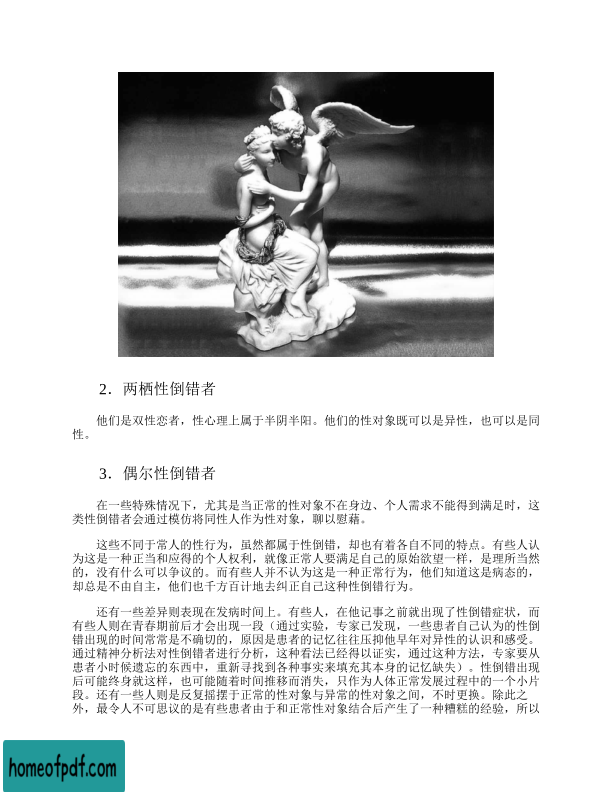 2．两栖性倒错者
他们是双性恋者，性心理上属于半阴半阳。他们的性对象既可以是异性，也可以是同
性。
3．偶尔性倒错者
在一些特殊情况下，尤其是当正常的性对象不在身边、个人需求不能得到满足时，这
类性倒错者会通过模仿将同性人作为性对象，聊以慰藉。
这些不同于常人的性行为，虽然都属于性倒错，却也有着各自不同的特点。有些人认
为这是一种正当和应得的个人权利，就像正常人要满足自己的原始欲望一样，是理所当然
的，没有什么可以争议的。而有些人并不认为这是一种正常行为，他们知道这是病态的，
却总是不由自主，他们也千方百计地去纠正自己这种性倒错行为。
还有一些差异则表现在发病时间上。有些人，在他记事之前就出现了性倒错症状，而
有些人则在青春期前后才会出现一段（通过实验，专家已发现，一些患者自己认为的性倒
错出现的时间常常是不确切的，原因是患者的记忆往往压抑他早年对异性的认识和感受。
通过精神分析法对性倒错者进行分析，这种看法已经得以证实，通过这种方法，专家要从
患者小时候遗忘的东西中，重新寻找到各种事实来填充其本身的记忆缺失）。性倒错出现
后可能终身就这样，也可能随着时间推移而消失，只作为人体正常发展过程中的一个小片
段。还有一些人则是反复摇摆于正常的性对象与异常的性对象之间，不时更换。除此之
外，最令人不可思议的是有些患者由于和正常性对象结合后产生了一种糟糕的经验，所以
homeofpdf.com